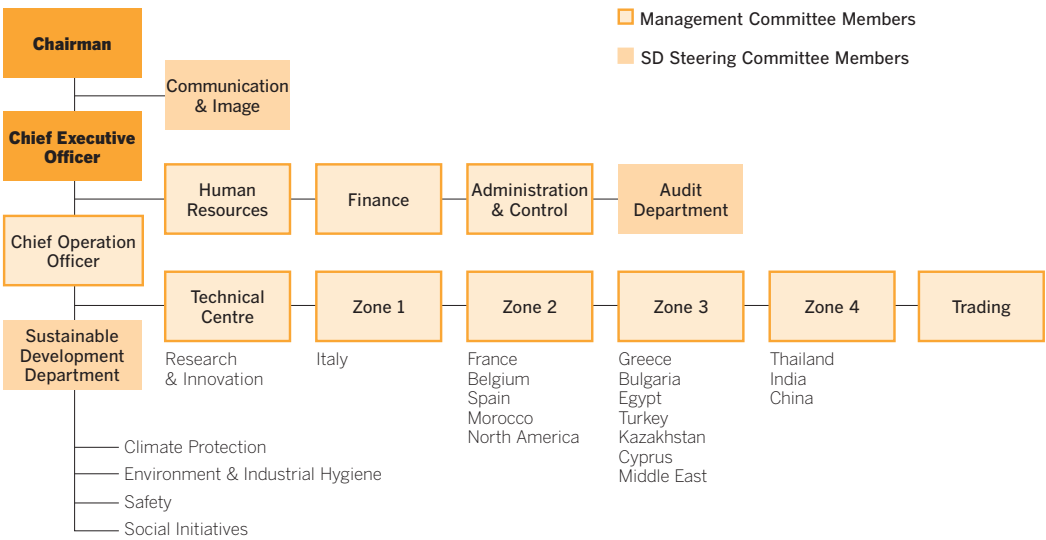 Management Committee Members
SD Steering Committee Members
Chairman
Communication
& Image
Chief Executive
Officer
Human
Resources
Finance
Administration
& Control
Audit
Department
Chief Operation
Officer
Technical
Centre
Zone 1
Zone 2
Zone 3
Zone 4
Trading
Research
& Innovation
Italy
France
Belgium
Spain
Morocco
North America
Greece
Bulgaria
Egypt
Turkey
Kazakhstan
Cyprus
Middle East
Thailand
India
China
Sustainable
Development
Department
Climate Protection
Environment & Industrial Hygiene
Safety
Social Initiatives